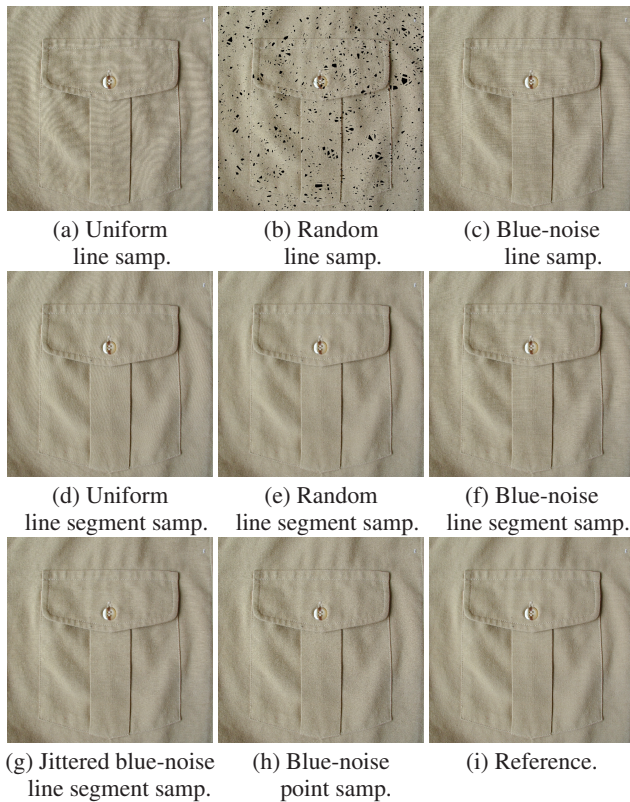 (a) Uniform
line samp.
(b) Random
line samp.
(c) Blue-noise
line samp.
(d) Uniform
line segment samp.
(e) Random
line segment samp.
(f) Blue-noise
line segment samp.
(g) Jittered blue-noise
line segment samp.
(h) Blue-noise
point samp.
(i) Reference.